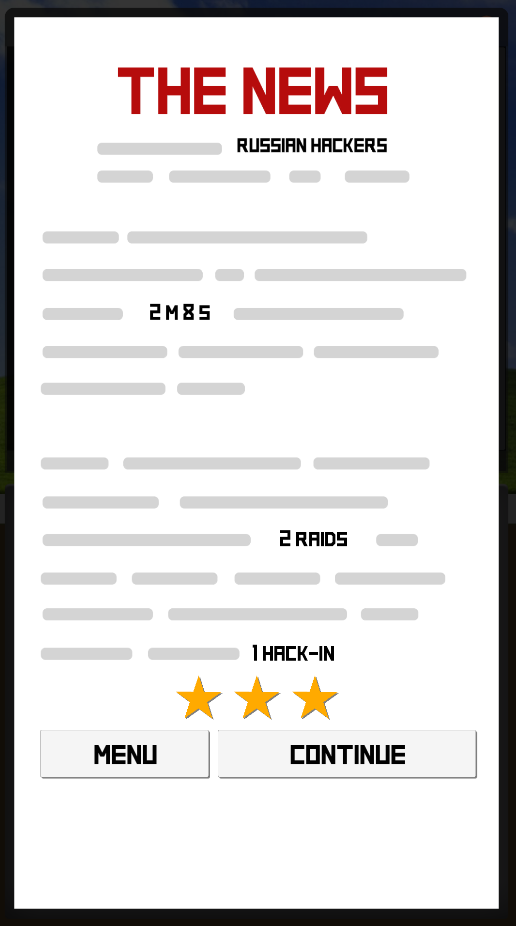 THE NEWS
RUSSIAN HACKERS
2 M 8 S
2 RAIDS
1 HACK-IN
MENU CONTINUE